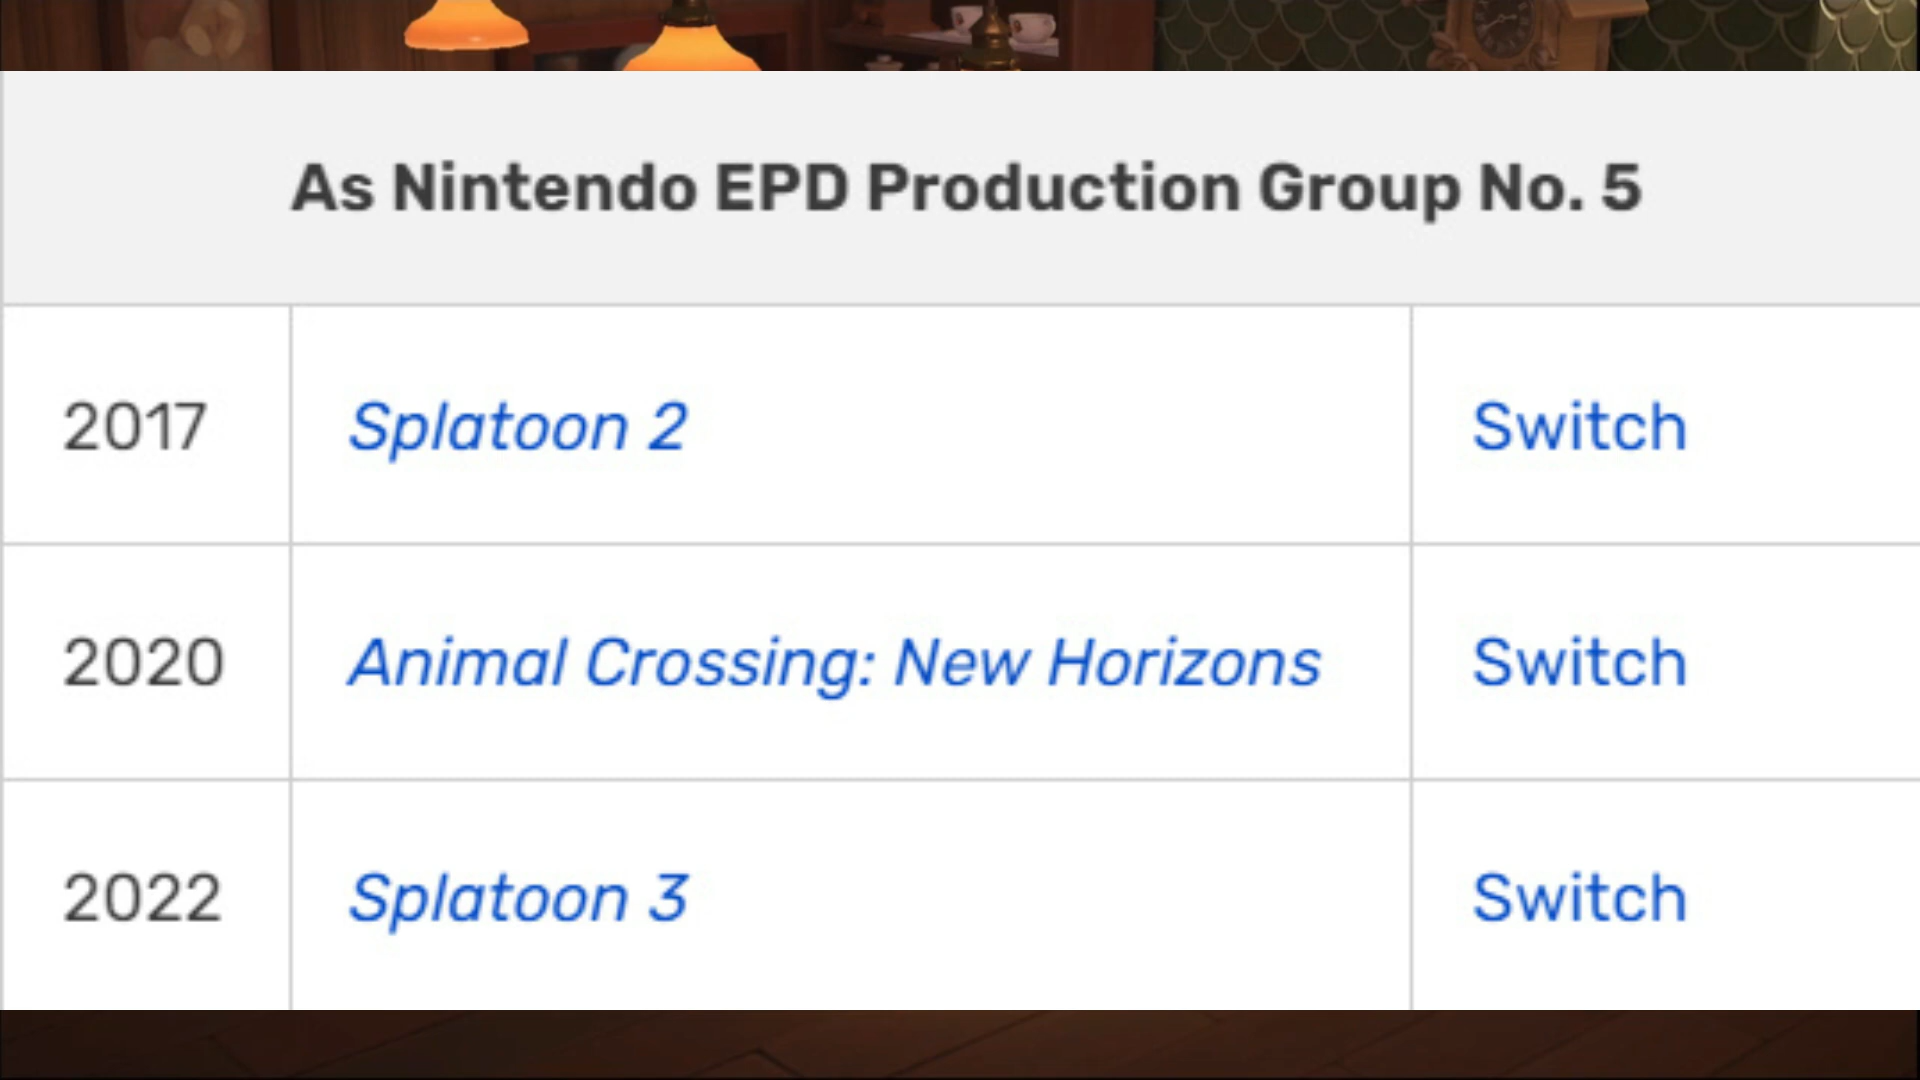 As Nintendo EPD Production Group No. 5
2017 Splatoon 2 Switch
2020 Animal Crossing: New Horizons Switch
2022 Splatoon 3 Switch